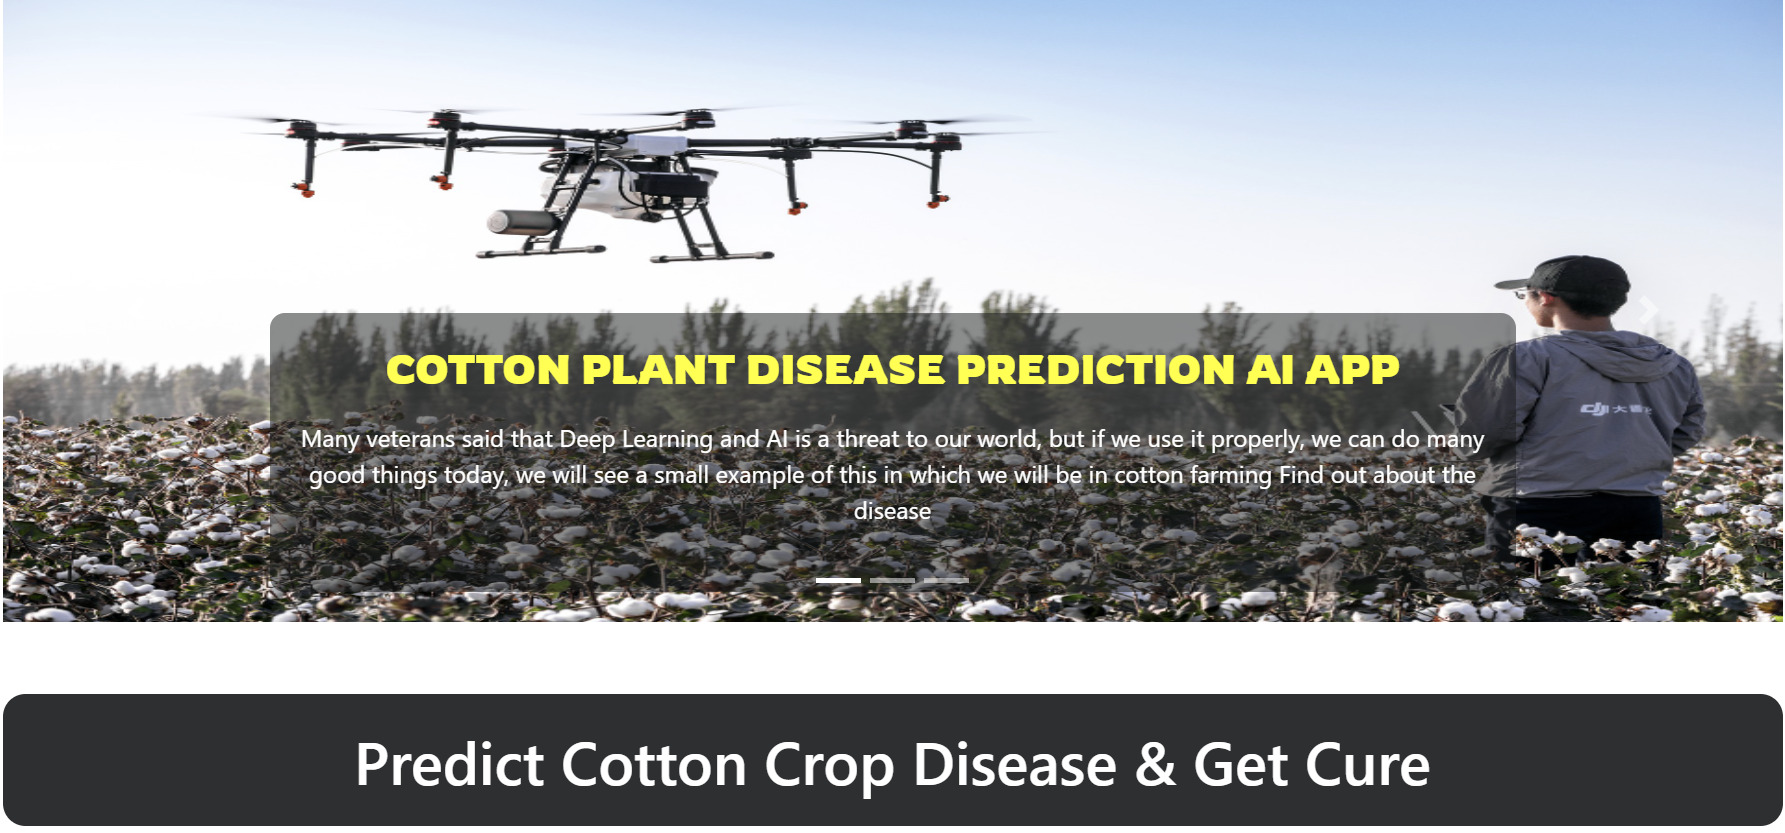 COTTON PLANT DISEASE PREDICTION AI APP
Many veterans said that Deep Learning and AI is a threat to our world, but if we use it properly, we can do many
good things today, we will see a small example of this in which we will be in cotton farming Find out about the
disease
dji 大
Predict Cotton Crop Disease & Get Cure